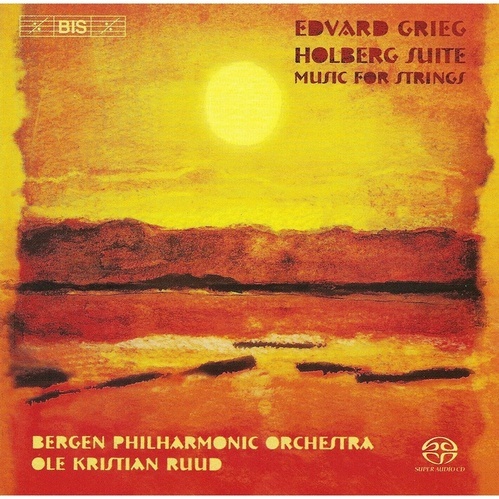 BIS
EDVARD GRIEG
HOLBERG SUITE
MUSIC FOR STRINGS
BERGEN PHILHARMONIC ORCHESTRA
OLE KRISTIAN RUUD
SUPER AUDIO CD